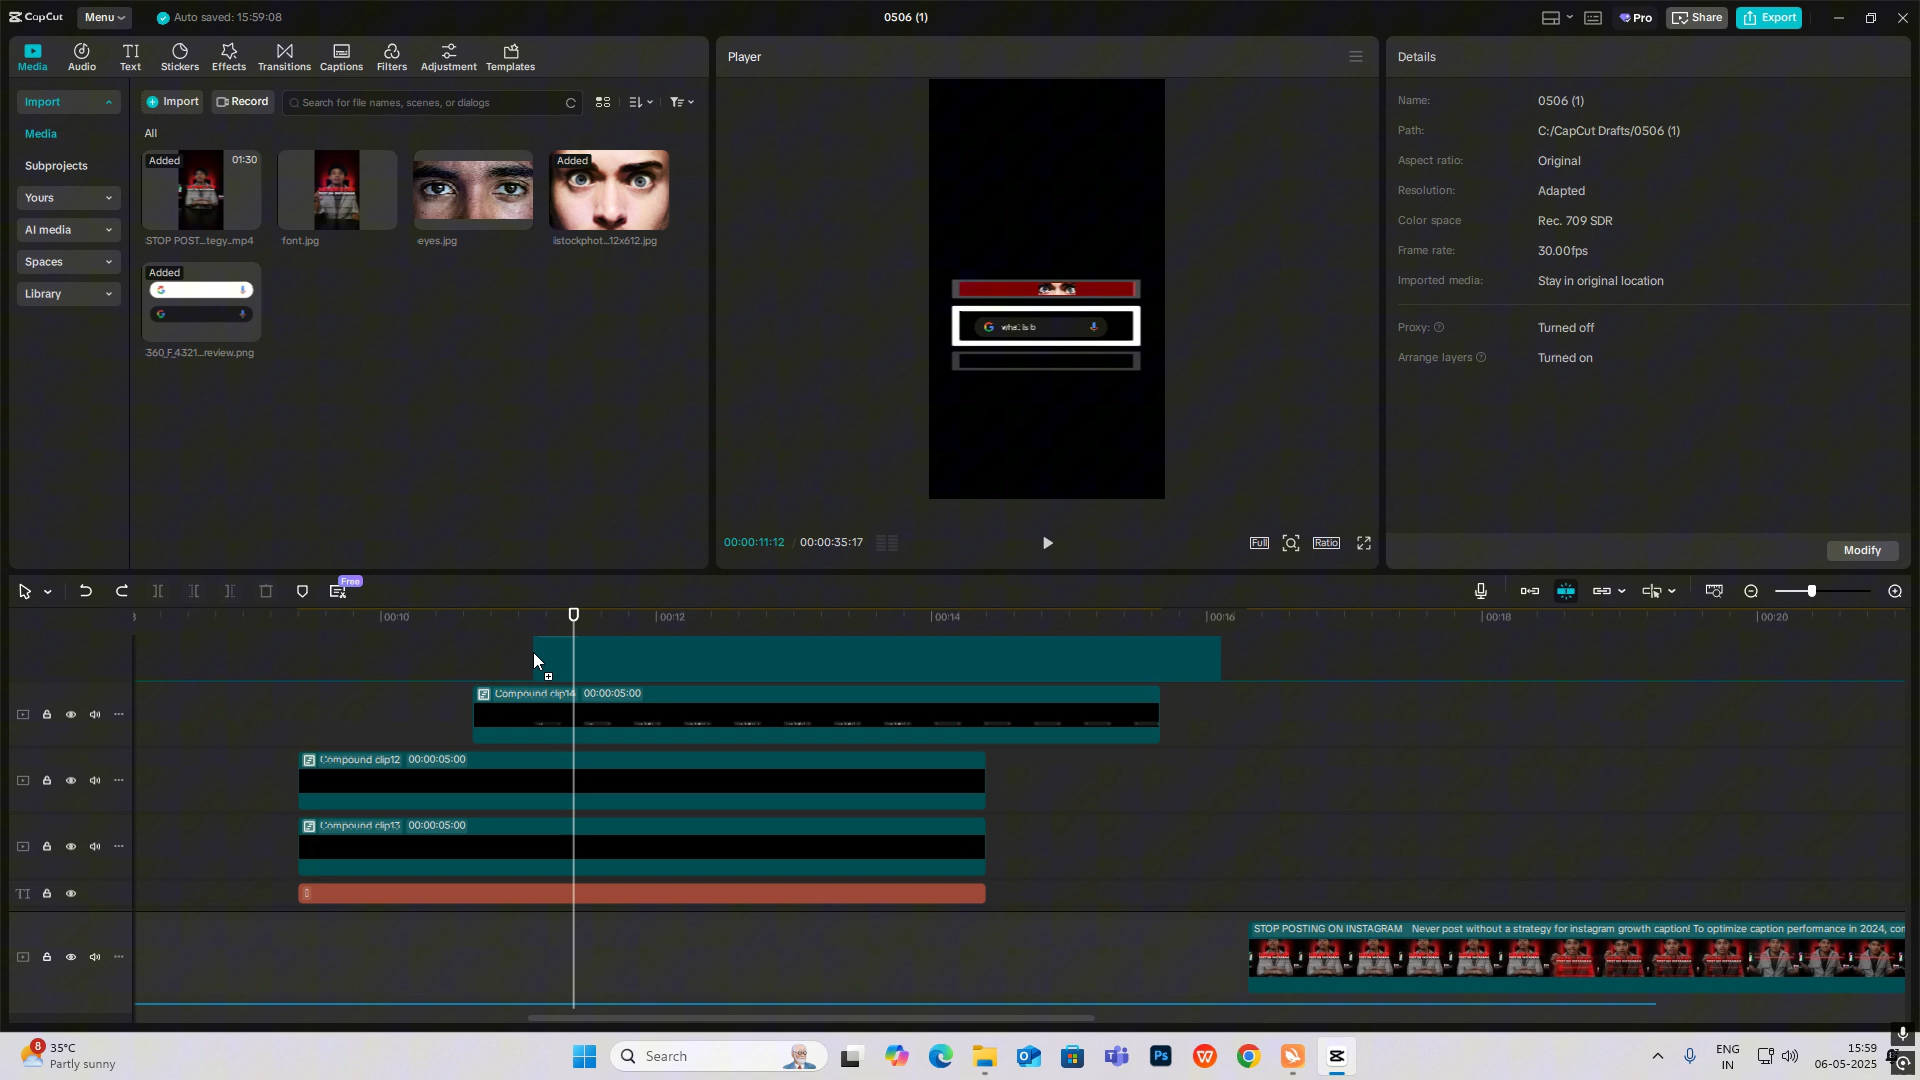 CapCut
Menu
Auto saved: 15:59:08
0506 (1)
Pro
Share
Export
Media
Audio
Text
Stickers
Effects
Transitions
Captions
Filters
Adjustment
Templates
Import
Media
Subprojects
Yours
AI media
Spaces
Library
Import
Record
Search for file names, scenes, or dialogs
All
Added
01:30
STOP POST...tegy..mp4
font.jpg
eyes.jpg
Added
istockphot...12x612.jpg
Added
360_F_4321...review.png
Player
what is b
00:00:11:12 / 00:00:35:17
Full
Ratio
Details
Name:
0506 (1)
Path:
C:/CapCut Drafts/0506 (1)
Aspect ratio:
Original
Resolution:
Adapted
Color space
Rec. 709 SDR
Frame rate:
30.00fps
Imported media:
Stay in original location
Proxy:
Turned off
Arrange layers
Turned on
Modify
Free
00:10
00:12
00:14
00:16
00:18
00:20
Compound clip14 00:00:05:00
Compound clip12 00:00:05:00
Compound clip13 00:00:05:00
STOP POSTING ON INSTAGRAM Never post without a strategy for instagram growth caption! To optimize caption performance in 2024, con
8
35°C
Partly sunny
Search
Ps
ENG
IN
15:59
06-05-2025